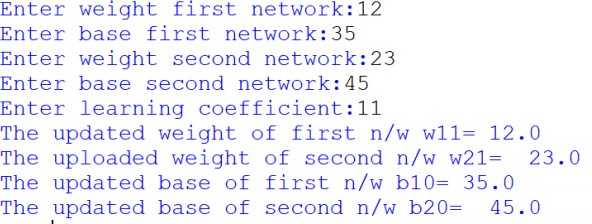 Enter weight first network:12
Enter base first network:35
Enter weight second network:23
Enter base second network:45
Enter learning coefficient:11
The updated weight of first n/w w11= 12.0
The uploaded weight of second n/w w21=  23.0
The updated base of first n/w b10= 35.0
The updated base of second n/w b20=  45.0